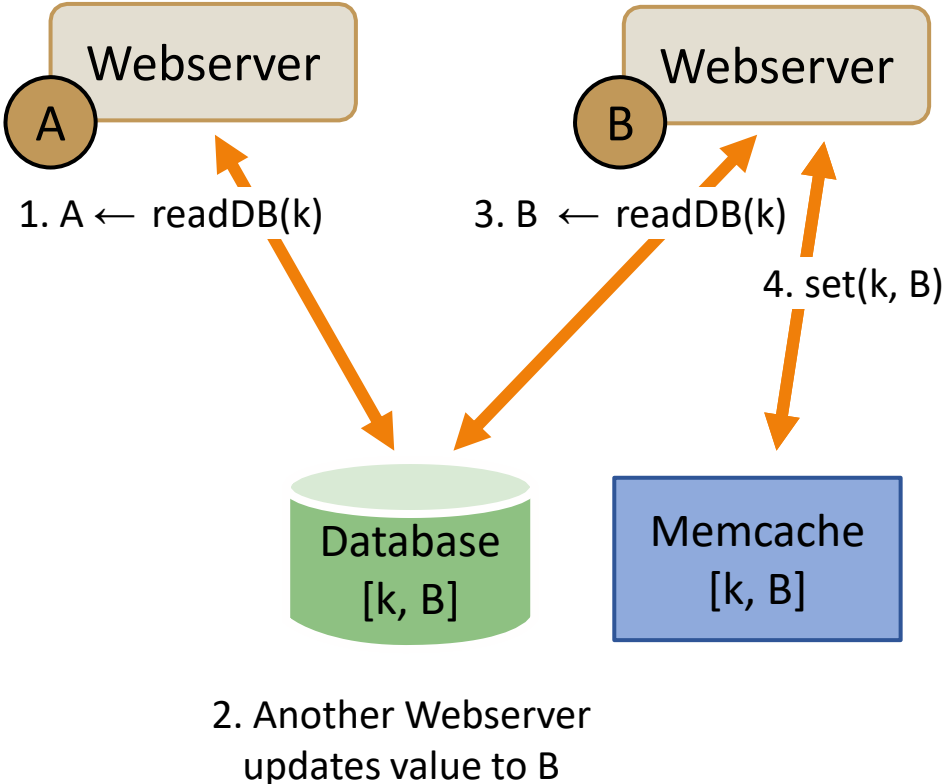 Webserver
Webserver
A
B
1. A ← readDB(k)
3. B ← readDB(k)
4. set(k, B)
Database
[k, B]
Memcache
[k, B]
2. Another Webserver
updates value to B